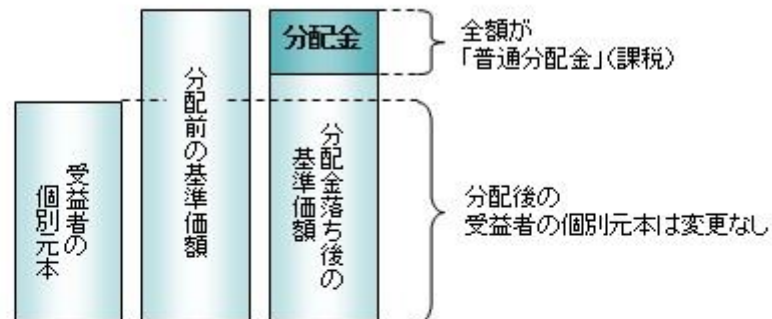 受益者の
個別元本
分配前の基準価額
分配金
分配金落ち後の
基準価額
全額が
「普通分配金」(課税)
分配後の
受益者の個別元本は変更なし